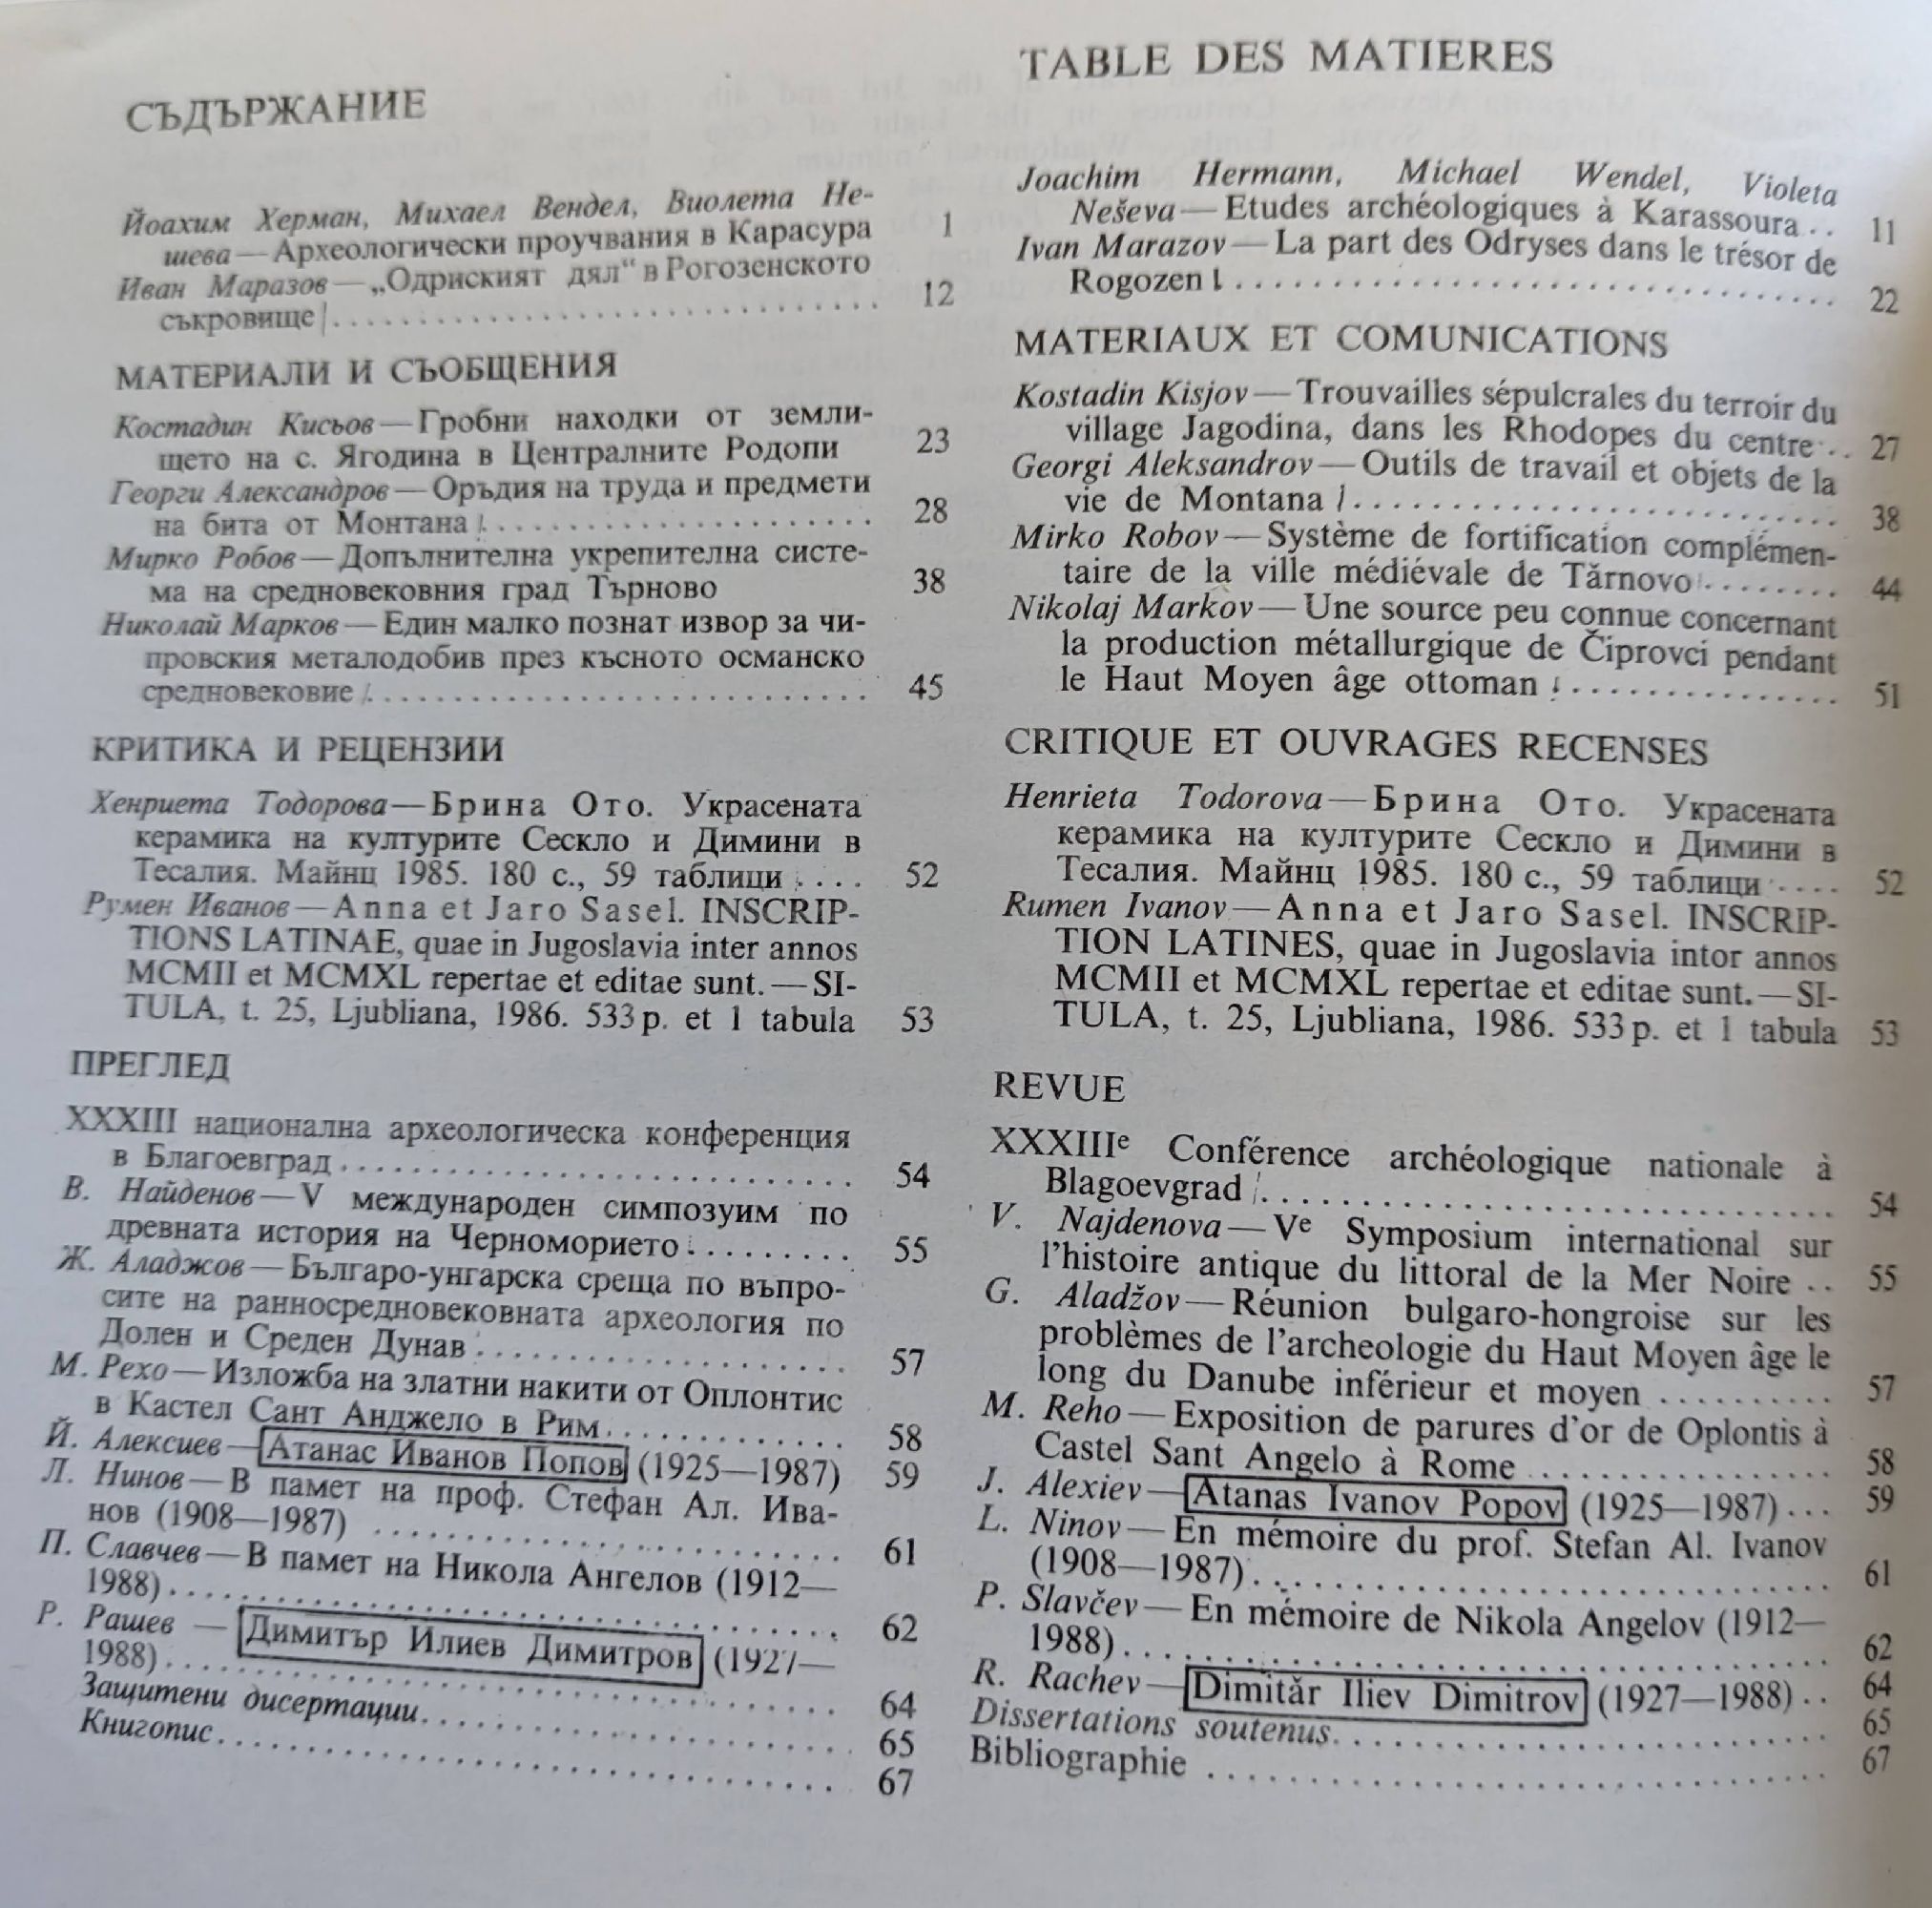 СЪДЪРЖАНИЕ
Йоахим Херман, Михаел Вендел, Виолета Не-
шева — Археологически проучвания в Карасура 1
Иван Маразов — „Одриският дял“ в Рогозенското
съкровище . . . . . . . . . . . . . . . . . . . . . . . . . . . . . 12
МАТЕРИАЛИ И СЪОБЩЕНИЯ
Костадин Кисьов — Гробни находки от земли-
щето на с. Ягодина в Централните Родопи 23
Георги Александров — Оръдия на труда и предмети
на бита от Монтана . . . . . . . . . . . . . . . . . . . . 28
Мирко Робов — Допълнителна укрепителна систе-
ма на средновековния град Търново 38
Николай Марков — Един малко познат извор за чи-
провския металодобив през късното османско
средновековие . . . . . . . . . . . . . . . . . . . . . . . . . . 45
КРИТИКА И РЕЦЕНЗИИ
Хенриета Тодорова — Брина Ото. Украсената
керамика на културите Сескло и Димини в
Тесалия. Майнц 1985. 180 с., 59 таблици . . . . 52
Румен Иванов — Anna et Jaro Sasel. INSCRIP-
TIONS LATINAE, quae in Jugoslavia inter annos
MCMII et MCMXL repertae et editae sunt. — SI-
TULA, t. 25, Ljubliana, 1986. 533 p. et 1 tabula 53
ПРЕГЛЕД
XXXIII национална археологическа конференция
в Благоевград . . . . . . . . . . . . . . . . . . . . . . . . . . . 54
В. Найденов — V международен симпозуим по
древната история на Черноморието . . . . . . . . . 55
Ж. Аладжов — Българо-унгарска среща по въпро-
сите на ранносредновековната археология по
Долен и Среден Дунав . . . . . . . . . . . . . . . . . . . . 57
М. Рехо — Изложба на златни накити от Оплонтис
в Кастел Сант Анджело в Рим . . . . . . . . . . . . . 58
Й. Алексиев — Атанас Иванов Попов (1925—1987) 59
Л. Нинов — В памет на проф. Стефан Ал. Ива-
нов (1908—1987) . . . . . . . . . . . . . . . . . . . . . . . . . 61
П. Славчев — В памет на Никола Ангелов (1912—
1988) . . . . . . . . . . . . . . . . . . . . . . . . . . . . . . . . . . . 62
Р. Рашев — Димитър Илиев Димитров (1927—
1988) . . . . . . . . . . . . . . . . . . . . . . . . . . . . . . . . . . . 64
Защитени дисертации . . . . . . . . . . . . . . . . . . . . . . 65
Книгопис . . . . . . . . . . . . . . . . . . . . . . . . . . . . . . . . 67
TABLE DES MATIERES
Joachim Hermann, Michael Wendel, Violeta
Neševa — Etudes archéologiques à Karassoura . . 11
Ivan Marazov — La part des Odryses dans le trésor de
Rogozen . . . . . . . . . . . . . . . . . . . . . . . . . . . . . . . . . 22
MATERIAUX ET COMUNICATIONS
Kostadin Kisjov — Trouvailles sépulcrales du terroir du
village Jagodina, dans les Rhodopes du centre . . 27
Georgi Aleksandrov — Outils de travail et objets de la
vie de Montana . . . . . . . . . . . . . . . . . . . . . . . . . . . 38
Mirko Robov — Système de fortification complémen-
taire de la ville médiévale de Tărnovo . . . . . . . . 44
Nikolaj Markov — Une source peu connue concernant
la production métallurgique de Čiprovci pendant
le Haut Moyen âge ottoman . . . . . . . . . . . . . . . . 51
CRITIQUE ET OUVRAGES RECENSES
Henrieta Todorova — Брина Ото. Украсената
керамика на културите Сескло и Димини в
Тесалия. Майнц 1985. 180 с., 59 таблици . . . . 52
Rumen Ivanov — Anna et Jaro Sasel. INSCRIP-
TION LATINES, quae in Jugoslavia intor annos
MCMII et MCMXL repertae et editae sunt. — SI-
TULA, t. 25, Ljubliana, 1986. 533 p. et 1 tabula 53
REVUE
XXXIIIe Conférence archéologique nationale à
Blagoevgrad . . . . . . . . . . . . . . . . . . . . . . . . . . . . . 54
V. Najdenova — Ve Symposium international sur
l’histoire antique du littoral de la Mer Noire . . 55
G. Aladžov — Réunion bulgaro-hongroise sur les
problèmes de l’archeologie du Haut Moyen âge le
long du Danube inférieur et moyen . . . . . . . . . . 57
M. Reho — Exposition de parures d’or de Oplontis à
Castel Sant Angelo à Rome . . . . . . . . . . . . . . . . . 58
J. Alexiev — Atanas Ivanov Popov (1925—1987) . . . 59
L. Ninov — En mémoire du prof. Stefan Al. Ivanov
(1908—1987) . . . . . . . . . . . . . . . . . . . . . . . . . . . . . 61
P. Slavčev — En mémoire de Nikola Angelov (1912—
1988) . . . . . . . . . . . . . . . . . . . . . . . . . . . . . . . . . . . . 62
R. Rachev — Dimităr Iliev Dimitrov (1927—1988) . . 64
Dissertations soutenus . . . . . . . . . . . . . . . . . . . . . . . 65
Bibliographie . . . . . . . . . . . . . . . . . . . . . . . . . . . . . . 67